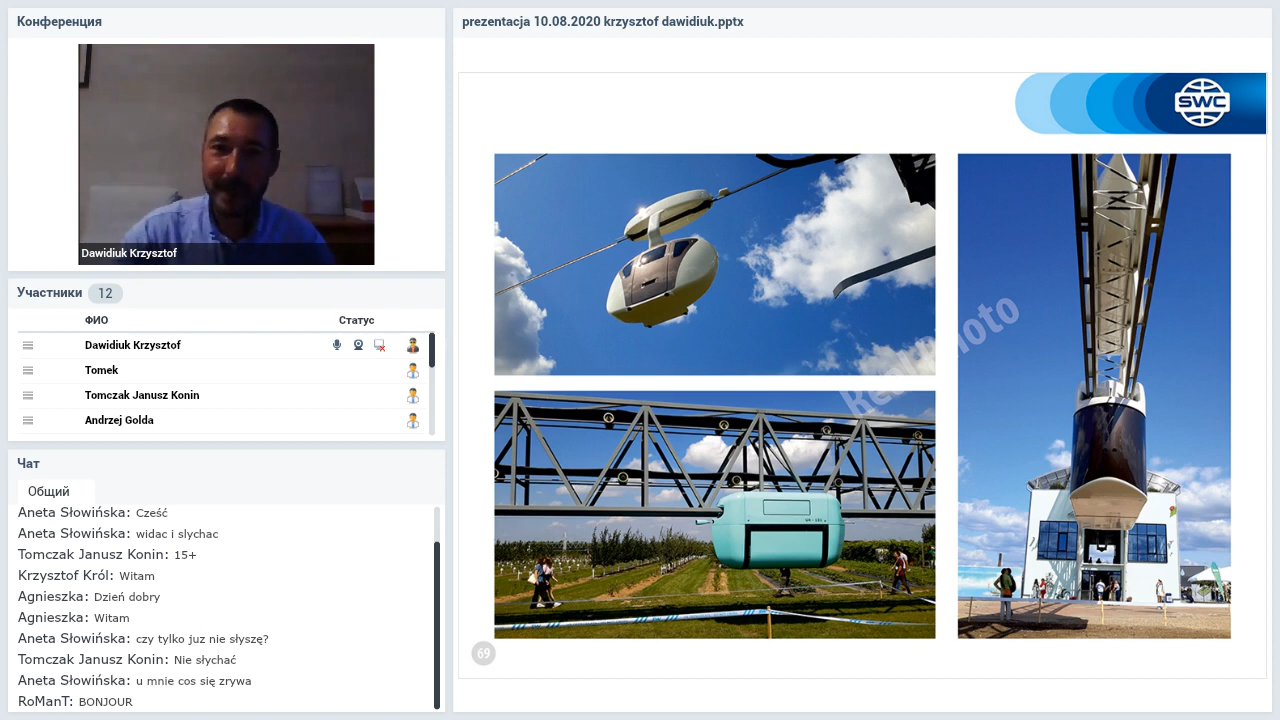 Конференция
Dawidiuk Krzysztof
Участники 12
ФИО Статус
Dawidiuk Krzysztof
Tomek
Tomczak Janusz Konin
Andrzej Golda
Чат
Общий
Aneta Słowińska: Cześć
Aneta Słowińska: widac i slychac
Tomczak Janusz Konin: 15+
Krzysztof Król: Witam
Agnieszka: Dzień dobry
Agnieszka: Witam
Aneta Słowińska: czy tylko juz nie słyszę?
Tomczak Janusz Konin: Nie słychać
Aneta Słowińska: u mnie cos się zrywa
RoManT: BONJOUR
prezentacja 10.08.2020 krzysztof dawidiuk.pptx
SWC
69